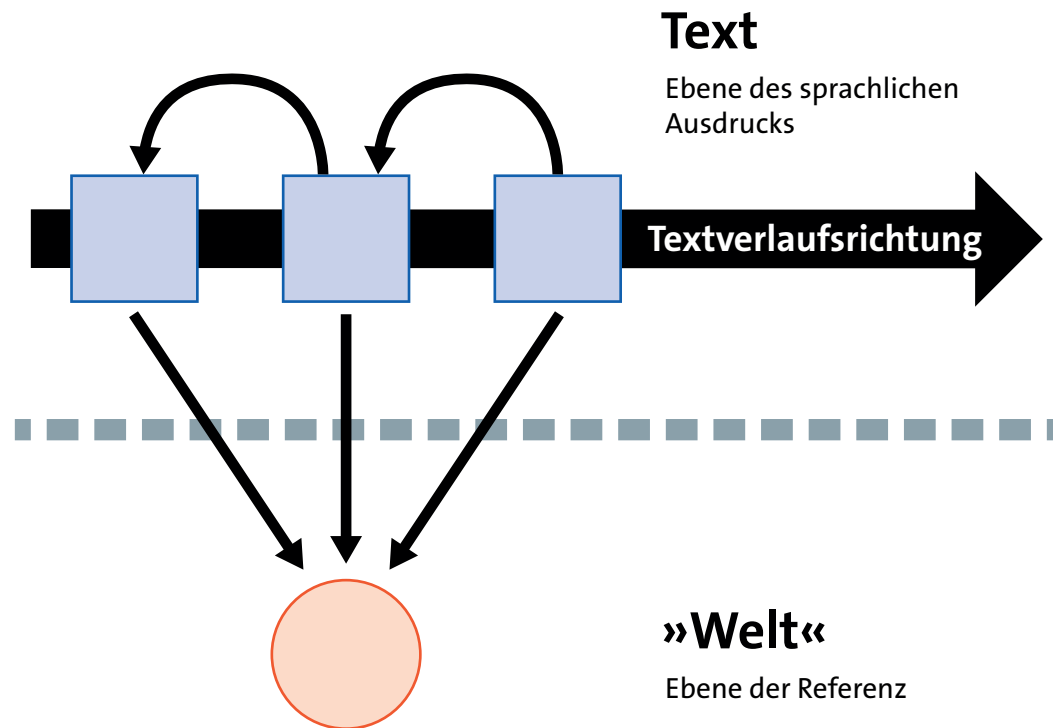 Text
Ebene des sprachlichen
Ausdrucks
Textverlaufsrichtung
»Welt«
Ebene der Referenz